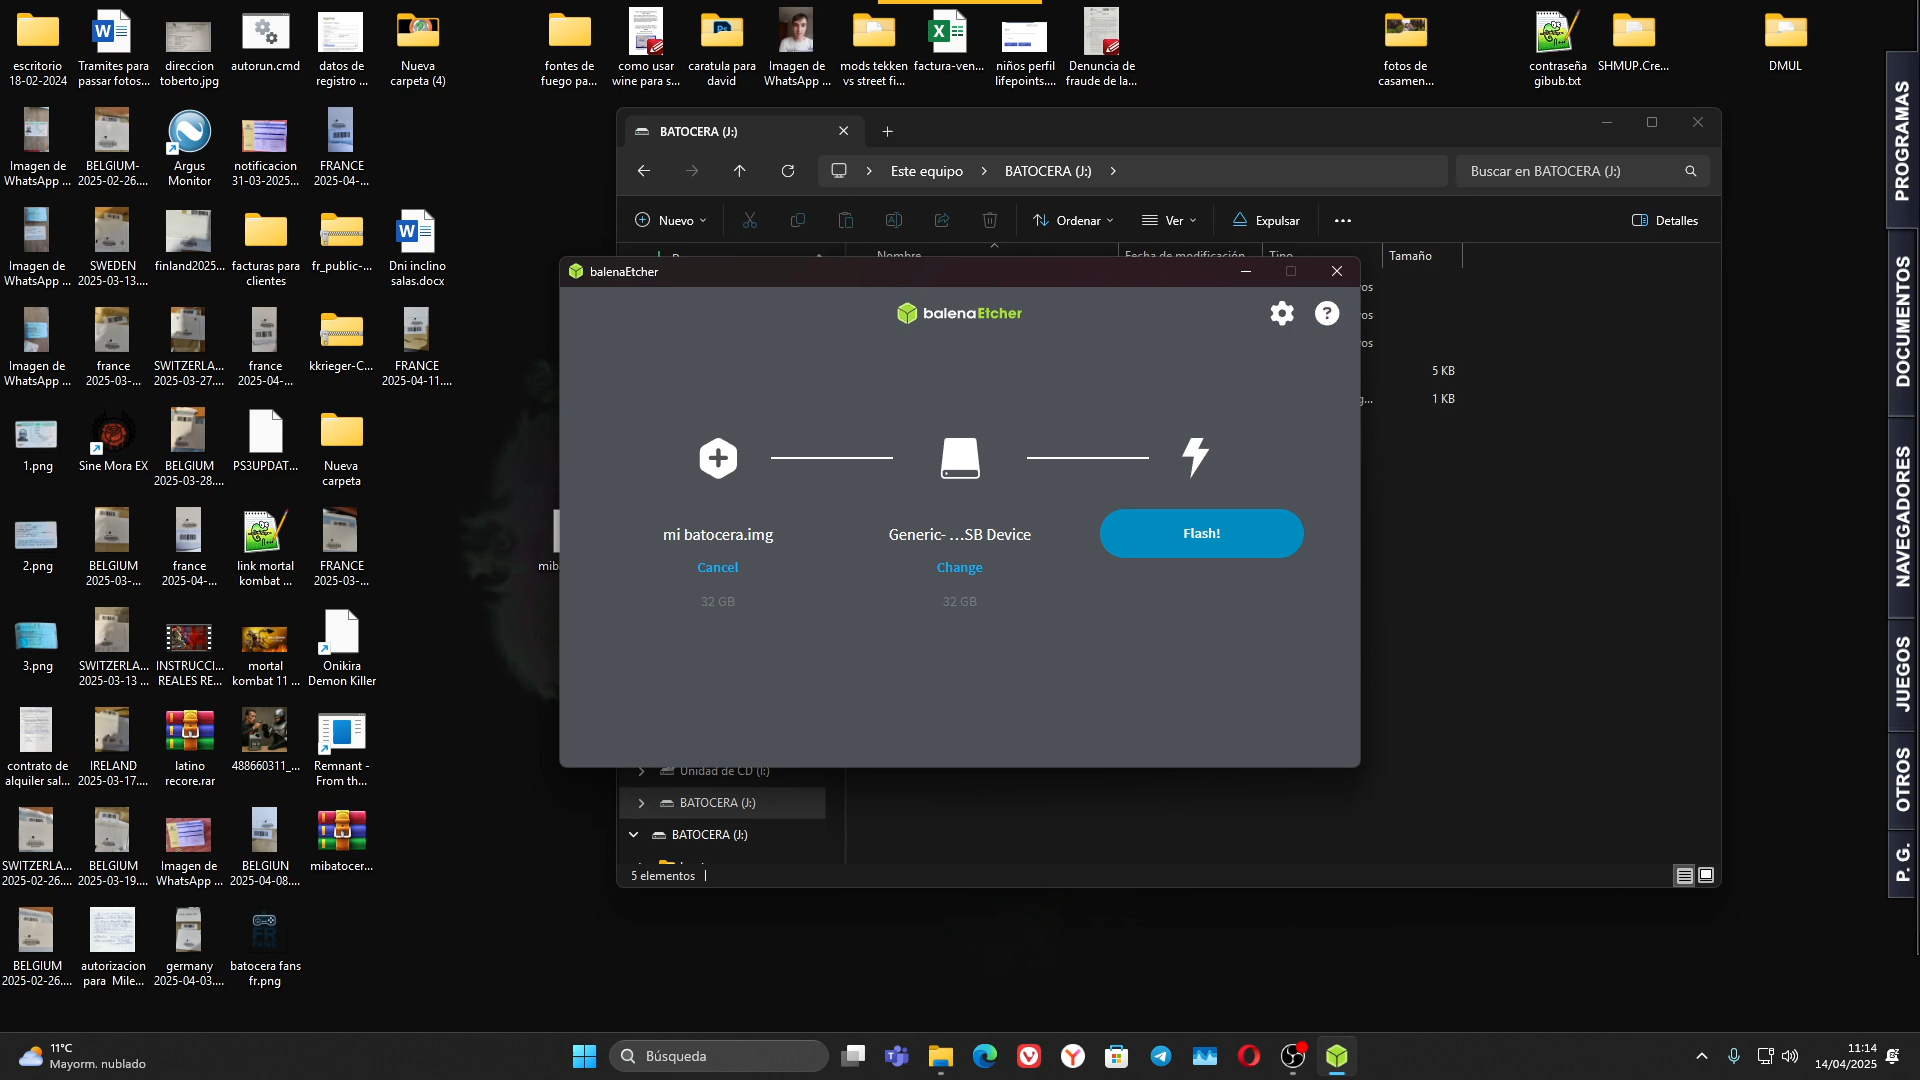 escritorio
18-02-2024
Tramites para
passar fotos...
direccion
toberto.jpg
autorun.cmd
datos de
registro ...
Nueva
carpeta (4)
fontes de
fuego pa...
como usar
wine para s...
caratula para
david
Imagen de
WhatsApp ...
mods tekken
vs street fi...
factura-ven...
niños perfil
lifepoints....
Denuncia de
fraude de la...
fotos de
casamen...
contraseña
gibub.txt
SHMUP.Cre...
DMUL
Imagen de
WhatsApp ...
BELGIUM-
2025-02-26....
Argus
Monitor
notificacion
31-03-2025...
FRANCE
2025-04-...
Imagen de
WhatsApp ...
SWEDEN
2025-03-13....
finland2025...
facturas para
clientes
fr_public-...
Dni inclino
salas.docx
Imagen de
WhatsApp ...
france
2025-03-...
SWITZERLA...
2025-03-27....
france
2025-04-...
kkrieger-C...
FRANCE
2025-04-11....
1.png
Sine Mora EX
BELGIUM
2025-03-28....
PS3UPDAT...
Nueva
carpeta
2.png
BELGIUM
2025-03-...
france
2025-04-...
link mortal
kombat ...
FRANCE
2025-03-...
3.png
SWITZERLA...
2025-03-13 ...
INSTRUCCI...
REALES RE...
mortal
kombat 11 ...
Onikira
Demon Killer
contrato de
alquiler sal...
IRELAND
2025-03-17....
latino
recore.rar
488660311_...
Remnant -
From th...
SWITZERLA...
2025-02-26....
BELGIUM
2025-03-19....
Imagen de
WhatsApp ...
BELGIUN
2025-04-08....
mibatocer...
BELGIUM
2025-02-26....
autorizacion
para Mile...
germany
2025-04-03....
batocera fans
fr.png
BATOCERA (J:)
Este equipo
BATOCERA (J:)
Buscar en BATOCERA (J:)
Nuevo
Ordenar
Ver
Expulsar
Detalles
Nombre
Fecha de modificación
Tipo
Tamaño
5 KB
1 KB
balenaEtcher
balenaEtcher
mi batocera.img
Cancel
32 GB
Generic- ...SB Device
Change
32 GB
Flash!
mib
Unidad de CD (I:)
BATOCERA (J:)
BATOCERA (J:)
5 elementos
PROGRAMAS
DOCUMENTOS
NAVEGADORES
JUEGOS
OTROS
P. G.
11°C
Mayorm. nublado
Búsqueda
11:14
14/04/2025